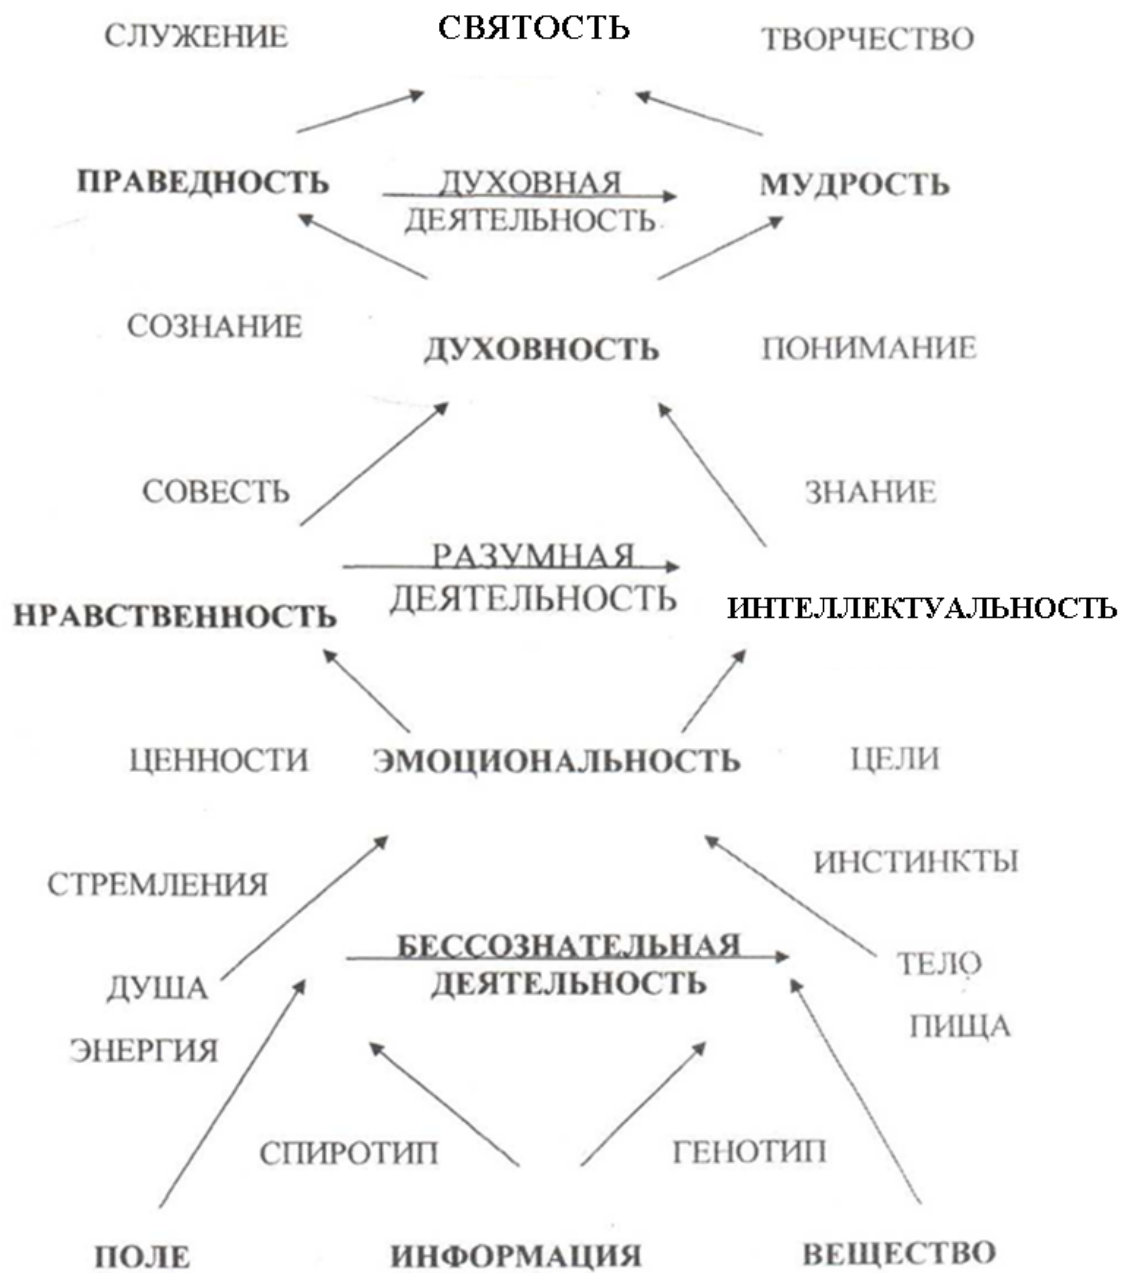 СЛУЖЕНИЕ СВЯТОСТЬ ТВОРЧЕСТВО
ПРАВЕДНОСТЬ ДУХОВНАЯ МУДРОСТЬ
ДЕЯТЕЛЬНОСТЬ
СОЗНАНИЕ ДУХОВНОСТЬ ПОНИМАНИЕ
СОВЕСТЬ ЗНАНИЕ
РАЗУМНАЯ
ДЕЯТЕЛЬНОСТЬ
НРАВСТВЕННОСТЬ ИНТЕЛЛЕКТУАЛЬНОСТЬ
ЦЕННОСТИ ЭМОЦИОНАЛЬНОСТЬ ЦЕЛИ
СТРЕМЛЕНИЯ ИНСТИНКТЫ
БЕССОЗНАТЕЛЬНАЯ
ДЕЯТЕЛЬНОСТЬ
ДУША ТЕЛО
ЭНЕРГИЯ ПИЩА
СПИРОТИП ГЕНОТИП
ПОЛЕ ИНФОРМАЦИЯ ВЕЩЕСТВО